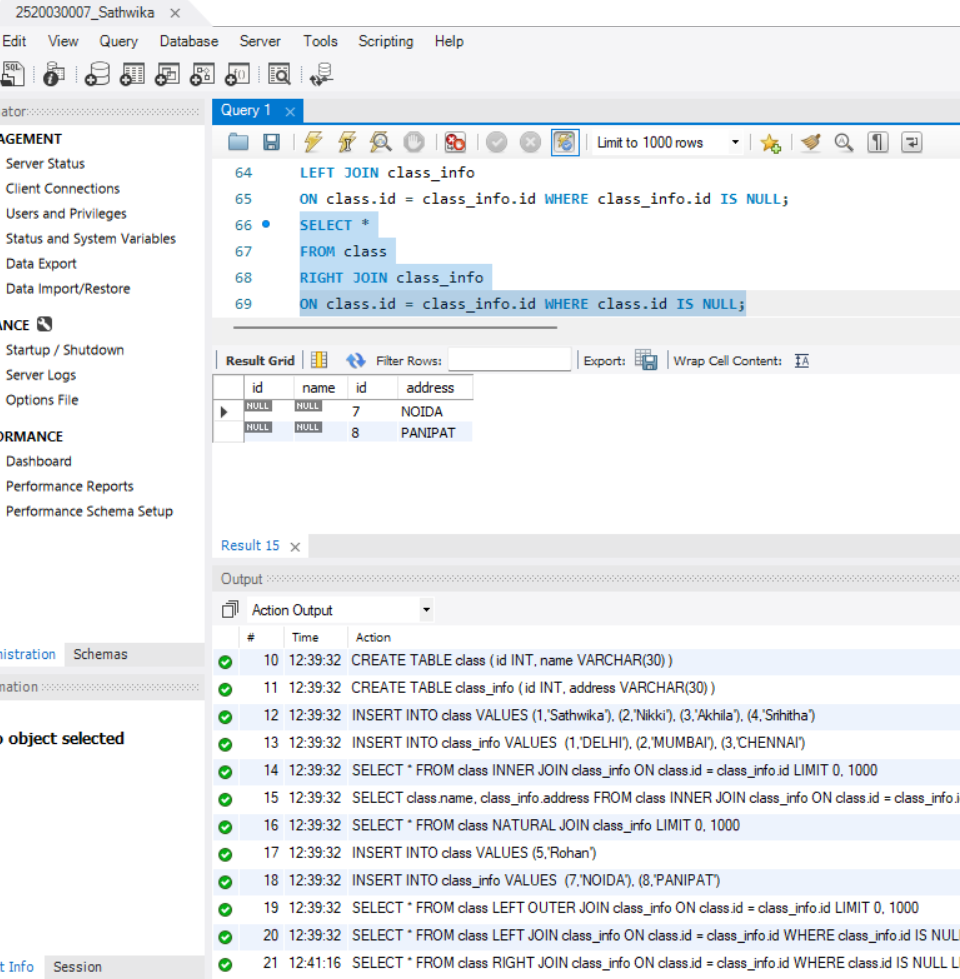 2520030007_Sathwika ×
Edit View Query Database Server Tools Scripting Help
SQL
ator
Query 1 ×
AGEMENT
Server Status
Client Connections
Users and Privileges
Status and System Variables
Data Export
Data Import/Restore
ANCE
Startup / Shutdown
Server Logs
Options File
ORMANCE
Dashboard
Performance Reports
Performance Schema Setup
Limit to 1000 rows
64 LEFT JOIN class_info
65 ON class.id = class_info.id WHERE class_info.id IS NULL;
66 SELECT *
67 FROM class
68 RIGHT JOIN class_info
69 ON class.id = class_info.id WHERE class.id IS NULL;
Result Grid Filter Rows: Export: Wrap Cell Content: IA
id name id address
NULL NULL 7 NOIDA
NULL NULL 8 PANIPAT
Result 15 ×
Output
Action Output
# Time Action
10 12:39:32 CREATE TABLE class ( id INT, name VARCHAR(30) )
11 12:39:32 CREATE TABLE class_info ( id INT, address VARCHAR(30) )
12 12:39:32 INSERT INTO class VALUES (1,'Sathwika'), (2,'Nikki'), (3,'Akhila'), (4,'Srihitha')
13 12:39:32 INSERT INTO class_info VALUES (1,'DELHI'), (2,'MUMBAI'), (3,'CHENNAI')
14 12:39:32 SELECT * FROM class INNER JOIN class_info ON class.id = class_info.id LIMIT 0, 1000
15 12:39:32 SELECT class.name, class_info.address FROM class INNER JOIN class_info ON class.id = class_info.i
16 12:39:32 SELECT * FROM class NATURAL JOIN class_info LIMIT 0, 1000
17 12:39:32 INSERT INTO class VALUES (5,'Rohan')
18 12:39:32 INSERT INTO class_info VALUES (7,'NOIDA'), (8,'PANIPAT')
19 12:39:32 SELECT * FROM class LEFT OUTER JOIN class_info ON class.id = class_info.id LIMIT 0, 1000
20 12:39:32 SELECT * FROM class LEFT JOIN class_info ON class.id = class_info.id WHERE class_info.id IS NUL
21 12:41:16 SELECT * FROM class RIGHT JOIN class_info ON class.id = class_info.id WHERE class.id IS NULL L
nistration Schemas
mation
o object selected
t Info Session